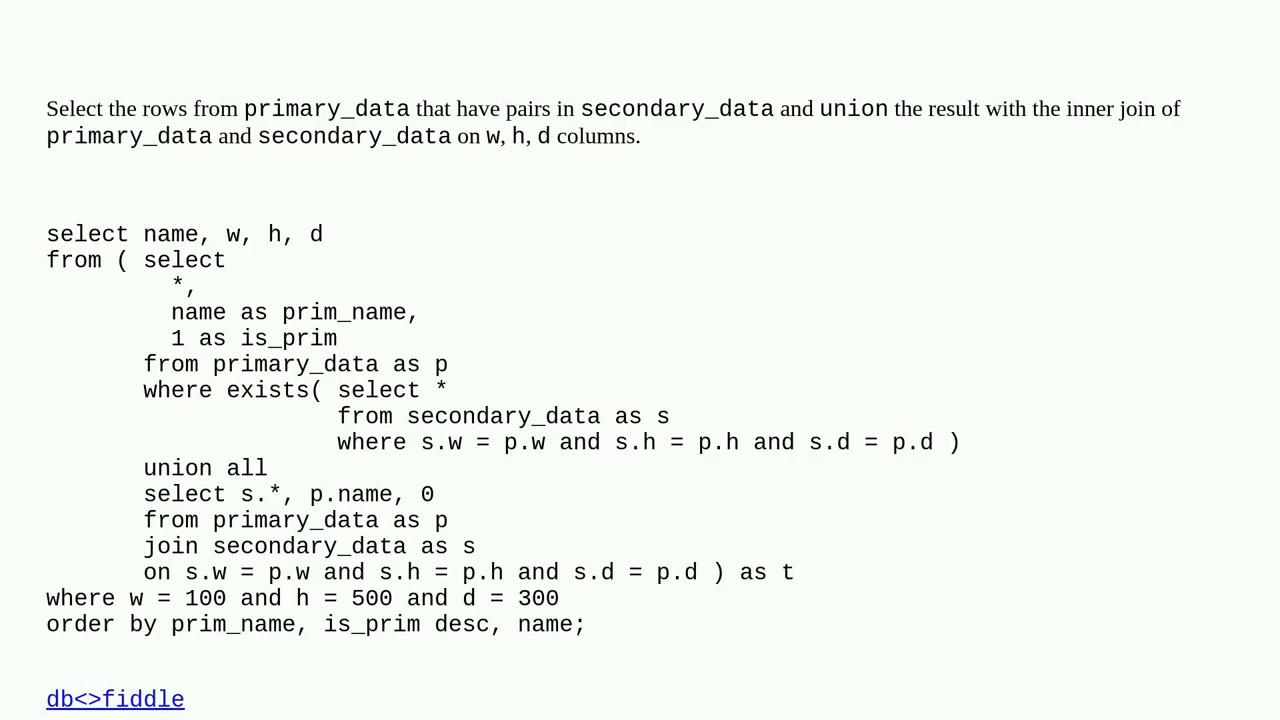 Select the rows from primary_data that have pairs in secondary_data and union the result with the inner join of
primary_data and secondary_data on w, h, d columns.
select name, w, h, d
from ( select
         *,
         name as prim_name,
         1 as is_prim
       from primary_data as p
       where exists( select *
                     from secondary_data as s
                     where s.w = p.w and s.h = p.h and s.d = p.d )
       union all
       select s.*, p.name, 0
       from primary_data as p
       join secondary_data as s
       on s.w = p.w and s.h = p.h and s.d = p.d ) as t
where w = 100 and h = 500 and d = 300
order by prim_name, is_prim desc, name;
db<>fiddle